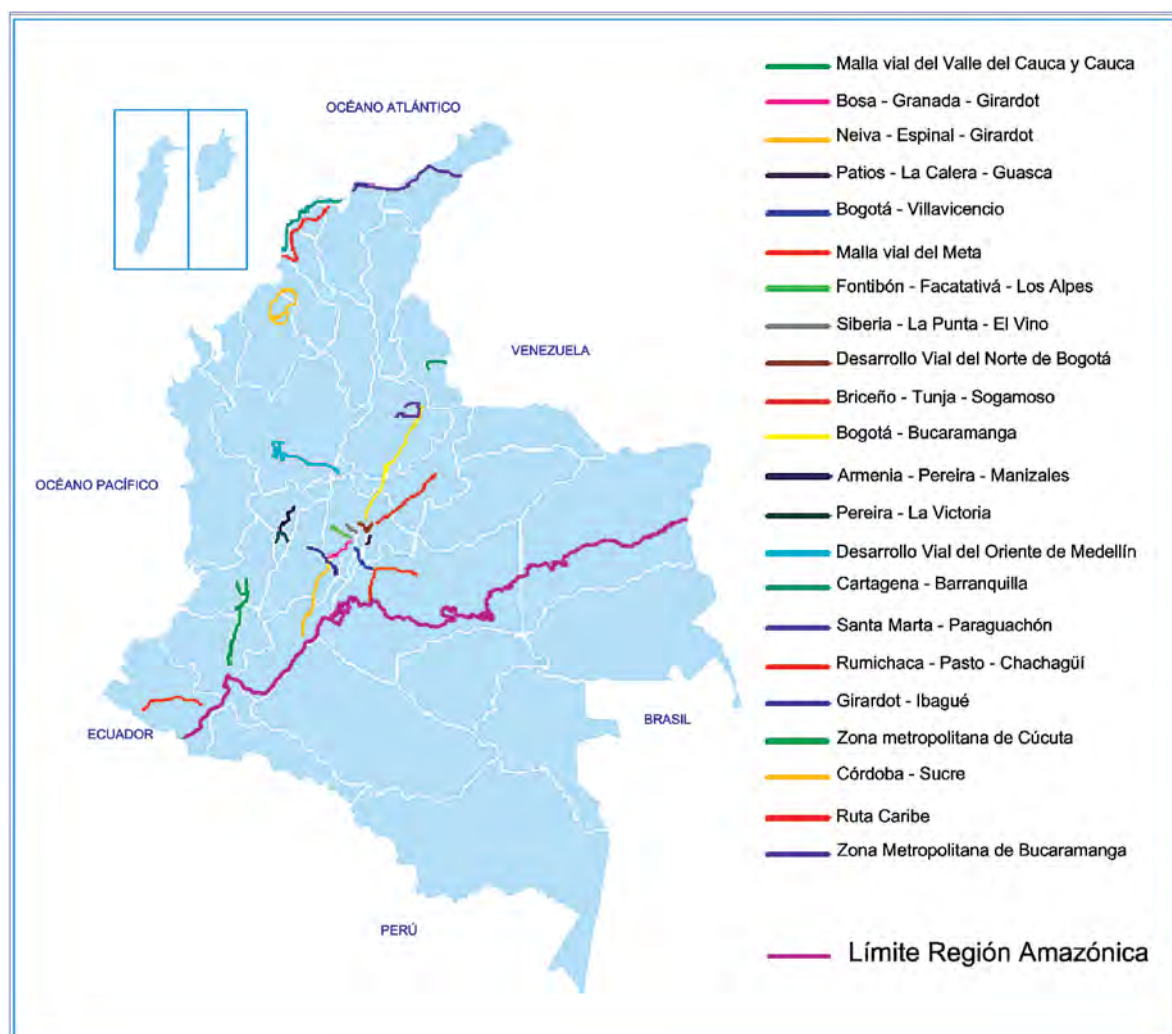 OCÉANO ATLÁNTICO
VENEZUELA
OCÉANO PACÍFICO
ECUADOR
BRASIL
PERÚ
Malla vial del Valle del Cauca y Cauca
Bosa - Granada - Girardot
Neiva - Espinal - Girardot
Patios - La Calera - Guasca
Bogotá - Villavicencio
Malla vial del Meta
Fontibón - Facatativá - Los Alpes
Siberia - La Punta - El Vino
Desarrollo Vial del Norte de Bogotá
Briceño - Tunja - Sogamoso
Bogotá - Bucaramanga
Armenia - Pereira - Manizales
Pereira - La Victoria
Desarrollo Vial del Oriente de Medellín
Cartagena - Barranquilla
Santa Marta - Paraguachón
Rumichaca - Pasto - Chachagüí
Girardot - Ibagué
Zona metropolitana de Cúcuta
Córdoba - Sucre
Ruta Caribe
Zona Metropolitana de Bucaramanga
Límite Región Amazónica